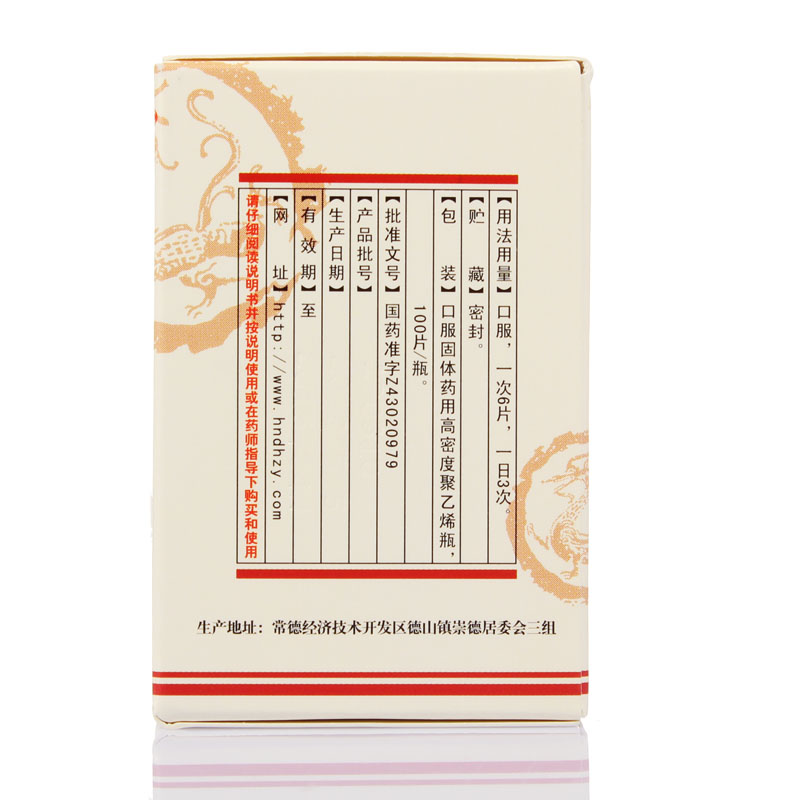 【用法用量】口服，一次6片，一日3次。
【贮藏】密封。
【包装】口服固体药用高密度聚乙烯瓶，
100片/瓶。
【批准文号】国药准字Z43020979
【产品批号】
【生产日期】
【有效期】至
【网址】http://www.hndhzy.com
请仔细阅读说明书并按说明使用或在药师指导下购买和使用
生产地址：常德经济技术开发区德山镇崇德居委会三组